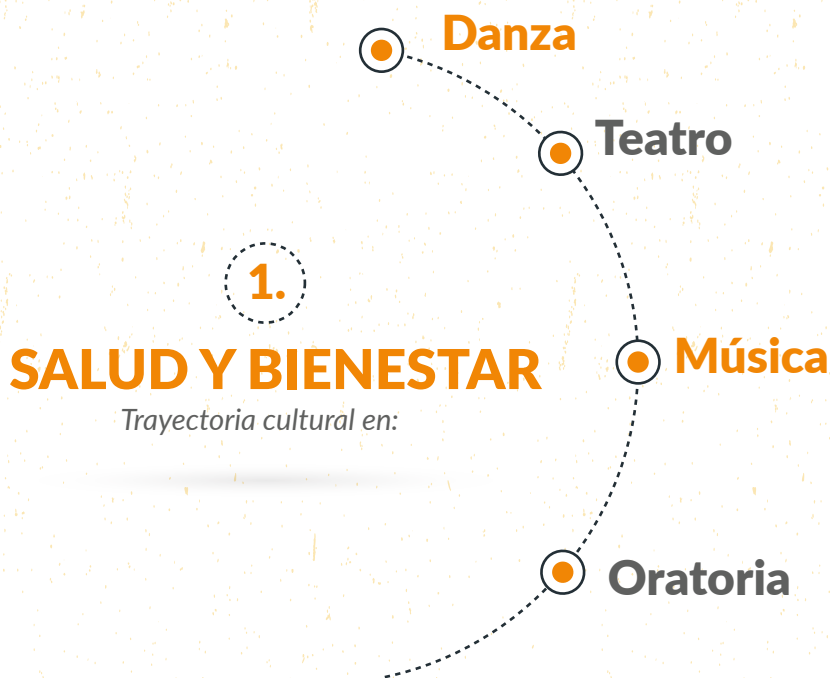 Danza
Teatro
1.
SALUD Y BIENESTAR
Trayectoria cultural en:
Música
Oratoria